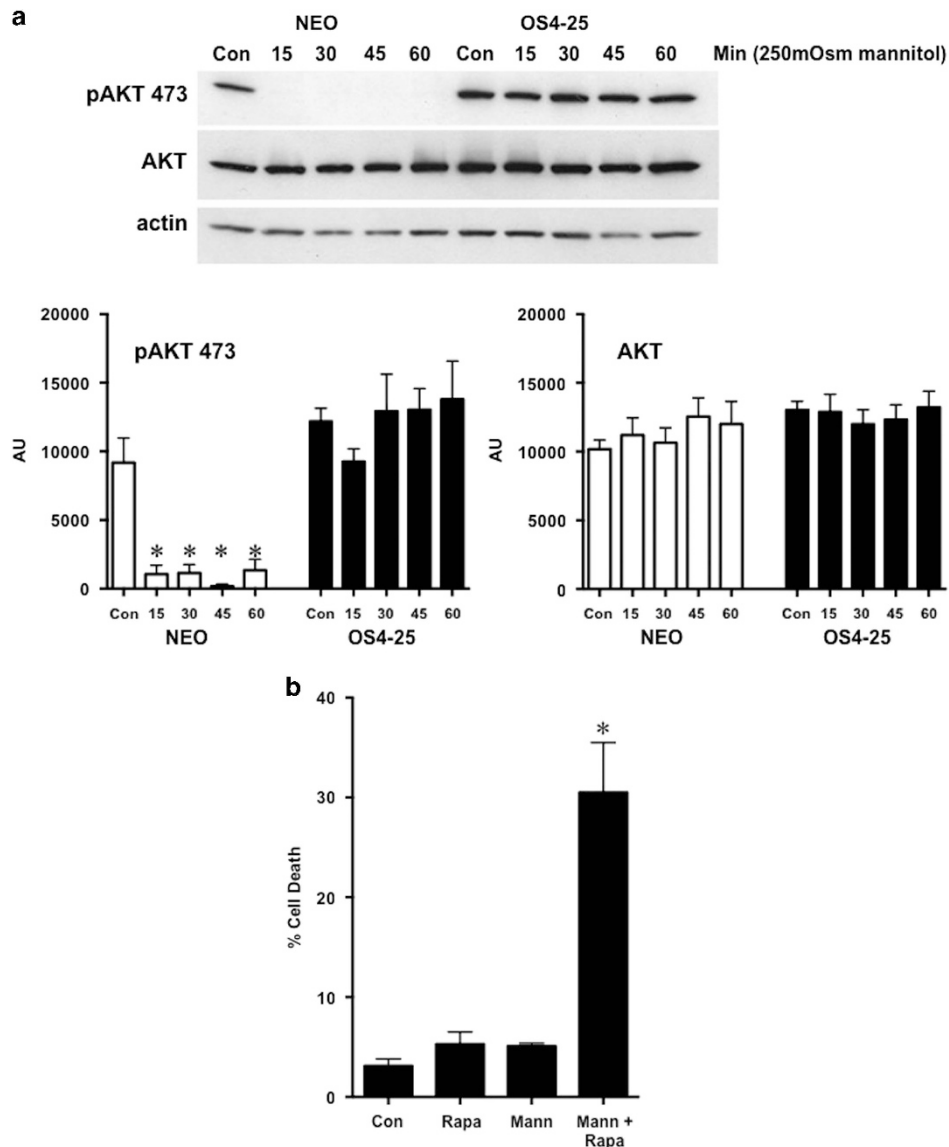 a
NEO OS4-25
Con 15 30 45 60 Con 15 30 45 60 Min (250mOsm mannitol)
pAKT 473
AKT
actin
20000
15000
10000
5000
0
AU
pAKT 473
* * * *
Con 15 30 45 60 Con 15 30 45 60
NEO OS4-25
20000
15000
10000
5000
0
AU
AKT
Con 15 30 45 60 Con 15 30 45 60
NEO OS4-25
b
40
30
20
10
0
% Cell Death
*
Con Rapa Mann Mann +
Rapa